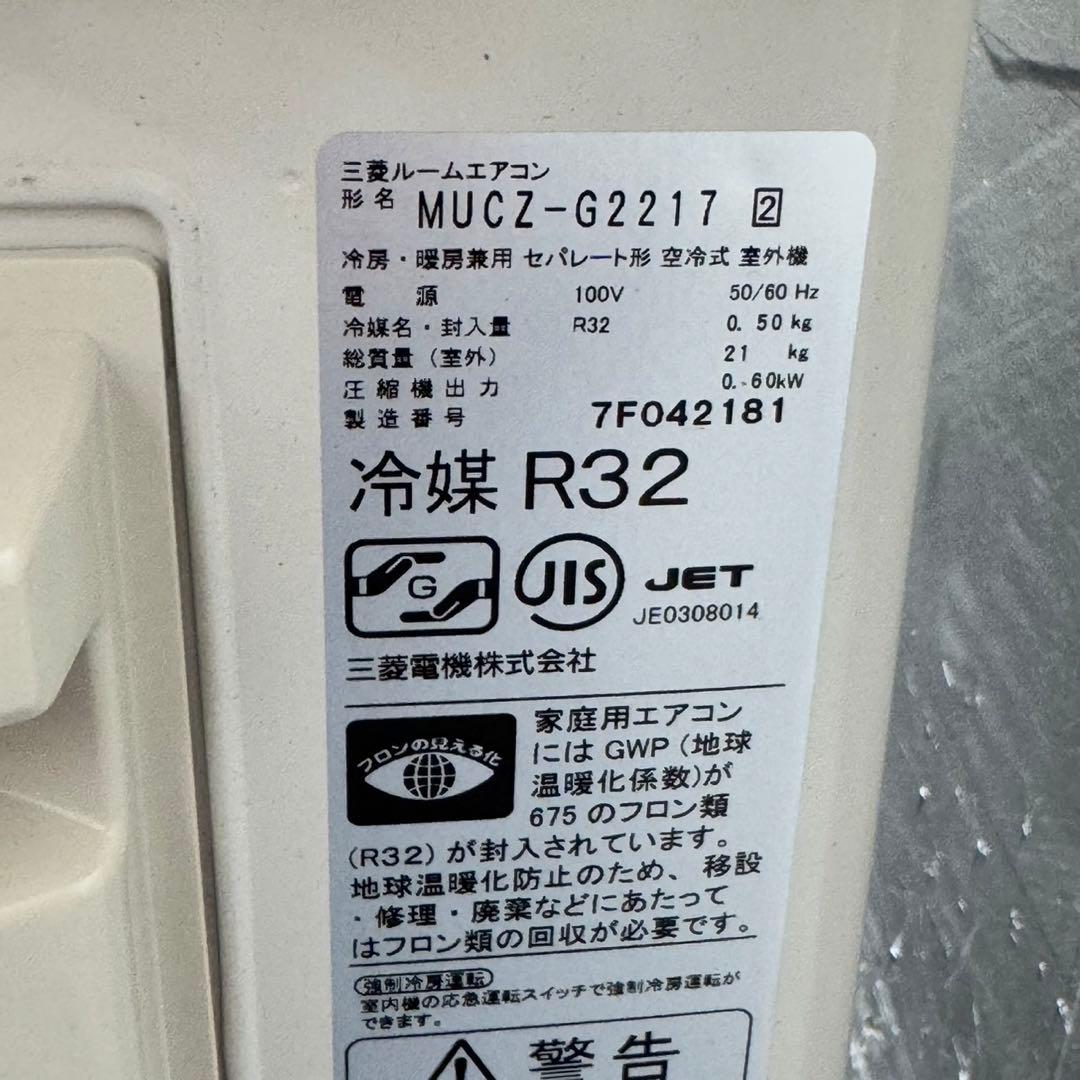 三菱ルームエアコン
形名 MUCZ-G2217 2
冷房・暖房兼用 セパレート形 空冷式 室外機
電源 100V 50/60 Hz
冷媒名・封入量 R32 0.50 kg
総質量(室外) 21 kg
圧縮機出力 0.60kW
製造番号 7F042181
冷媒 R32
G JIS JET
JE0308014
三菱電機株式会社
フロンの見える化
家庭用エアコン
には GWP(地球
温暖化係数)が
675 のフロン類
(R32)が封入されています。
地球温暖化防止のため、移設
・修理・廃棄などにあたって
はフロン類の回収が必要です。
強制冷房運転
室内機の応急運転スイッチで強制冷房運転が
できます。
警告